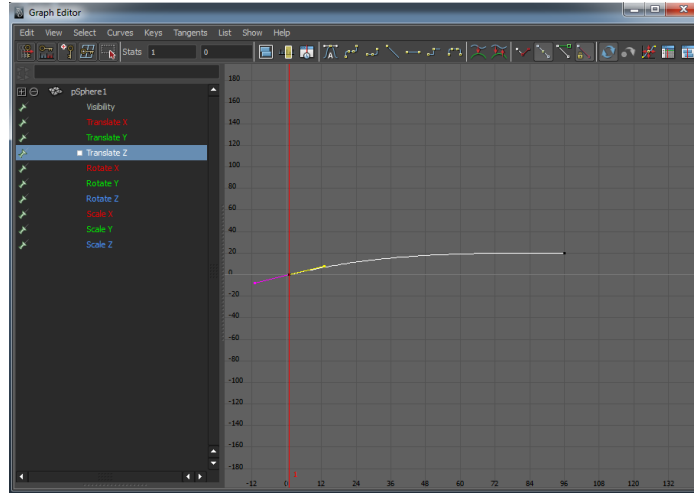 Graph Editor
Edit View Select Curves Keys Tangents List Show Help
Stats 1 0
pSphere1
Visibility
Translate X
Translate Y
Translate Z
Rotate X
Rotate Y
Rotate Z
Scale X
Scale Y
Scale Z
180
160
140
120
100
80
60
40
20
0
-20
-40
-60
-80
-100
-120
-140
-160
-180
1
-12 0 12 24 36 48 60 72 84 96 108 120 132